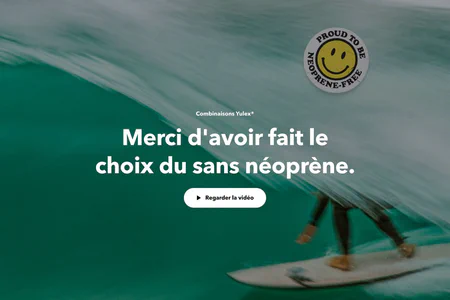 PROUD TO BE
NEOPRENE-FREE
Combinaisons Yulex®
Merci d'avoir fait le
choix du sans néoprène.
Regarder la vidéo